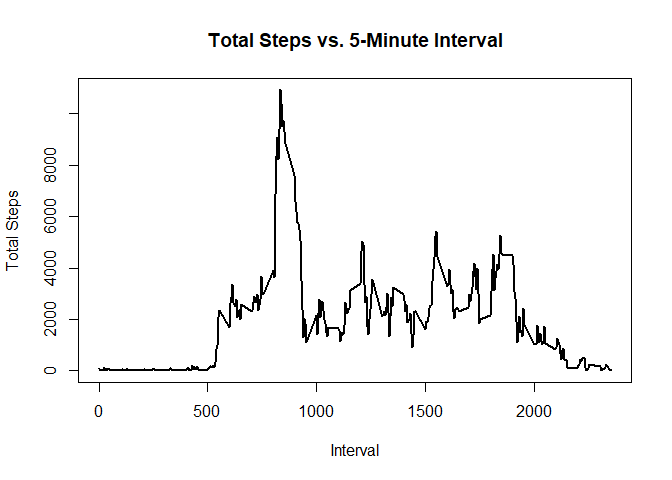 Total Steps vs. 5-Minute Interval
Total Steps
0 2000 4000 6000 8000
0 500 1000 1500 2000
Interval